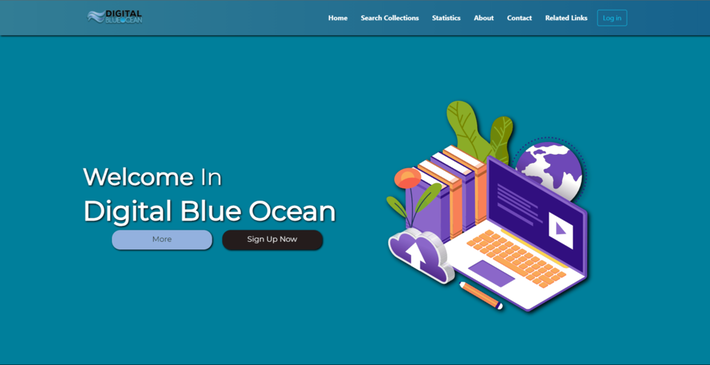 DIGITAL
BLUE OCEAN
Home Search Collections Statistics About Contact Related Links Log in
Welcome In
Digital Blue Ocean
More Sign Up Now